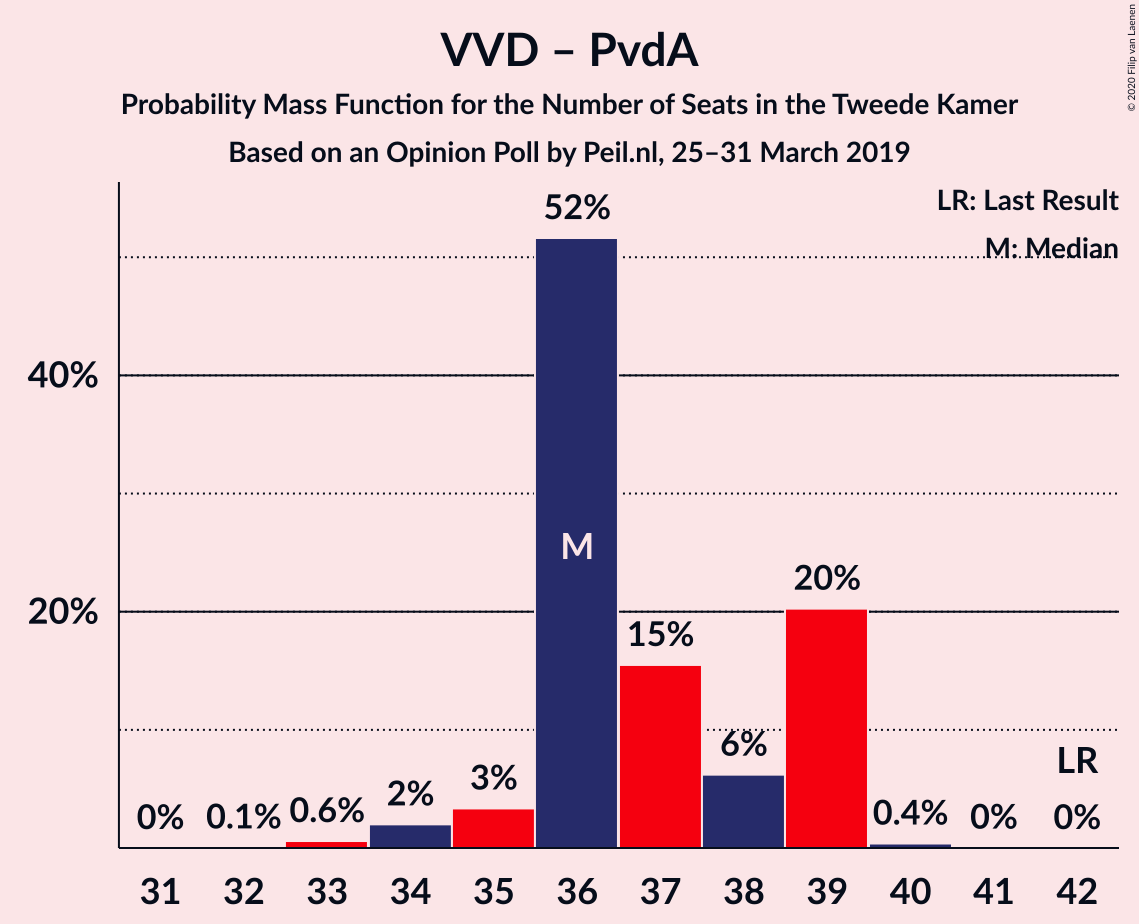 VVD – PvdA
Probability Mass Function for the Number of Seats in the Tweede Kamer
Based on an Opinion Poll by Peil.nl, 25–31 March 2019
© 2020 Filip van Laenen
LR: Last Result
M: Median
52%
40%
M
20%
20%
15%
6%
LR
3%
2%
0% 0.1% 0.6% 0.4% 0% 0%
31 32 33 34 35 36 37 38 39 40 41 42